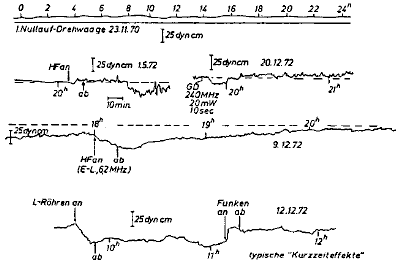 0 2 4 6 8 10 12 14 16 18 20 22 24ʰ
1. Nullauf-Drehwaage 23.11.70
25 dyn cm
HF an
25 dyn cm 1.5.72
20ʰ
ab
10 min.
25 dyn cm 20.12.72
GD
240 MHz
20 mW
10 sec
20ʰ
21ʰ
25 dyn cm
18ʰ
19ʰ
20ʰ
HF an
(E-L, 62 MHz)
ab
9.12.72
L-Röhren an
25 dyn cm
Funken
an ab
12.12.72
ab
10ʰ
11ʰ
12ʰ
typische "Kurzzeiteffekte"